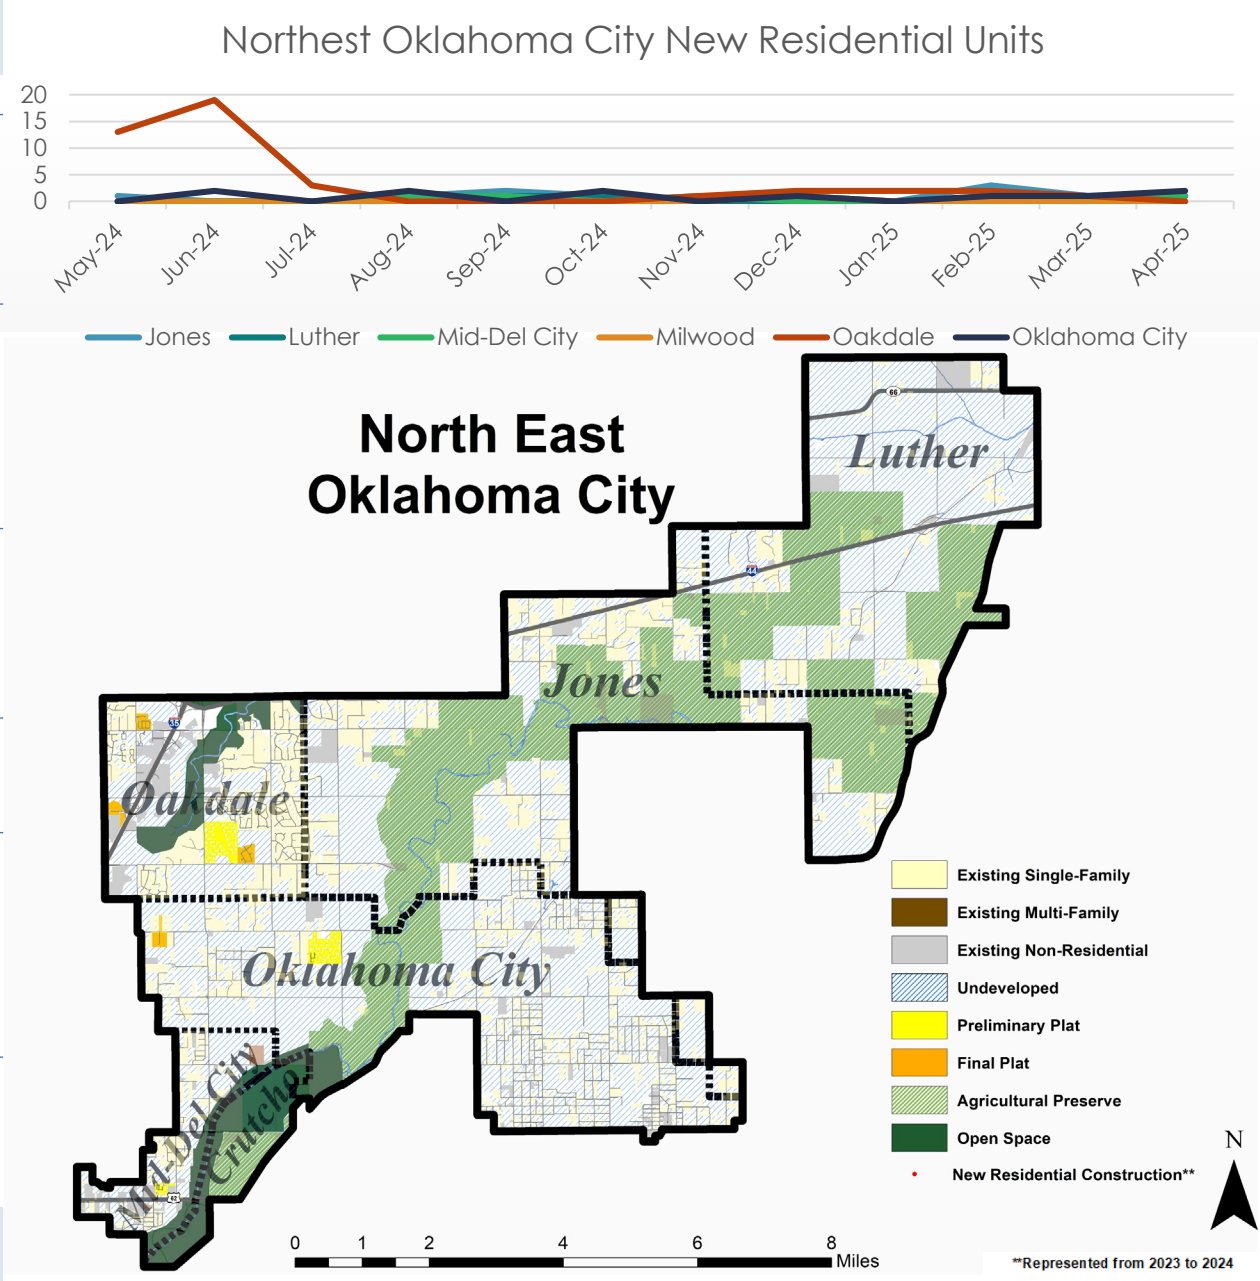 Northest Oklahoma City New Residential Units
20
15
10
5
0
May-24 Jun-24 Jul-24 Aug-24 Sep-24 Oct-24 Nov-24 Dec-24 Jan-25 Feb-25 Mar-25 Apr-25
Jones Luther Mid-Del City Milwood Oakdale Oklahoma City
North East
Oklahoma City
66
Luther
44
Jones
35
Oakdale
Oklahoma City
Mid-Del City
Crutcho
62
Existing Single-Family
Existing Multi-Family
Existing Non-Residential
Undeveloped
Preliminary Plat
Final Plat
Agricultural Preserve
Open Space
New Residential Construction**
N
0 1 2 4 6 8
Miles
**Represented from 2023 to 2024